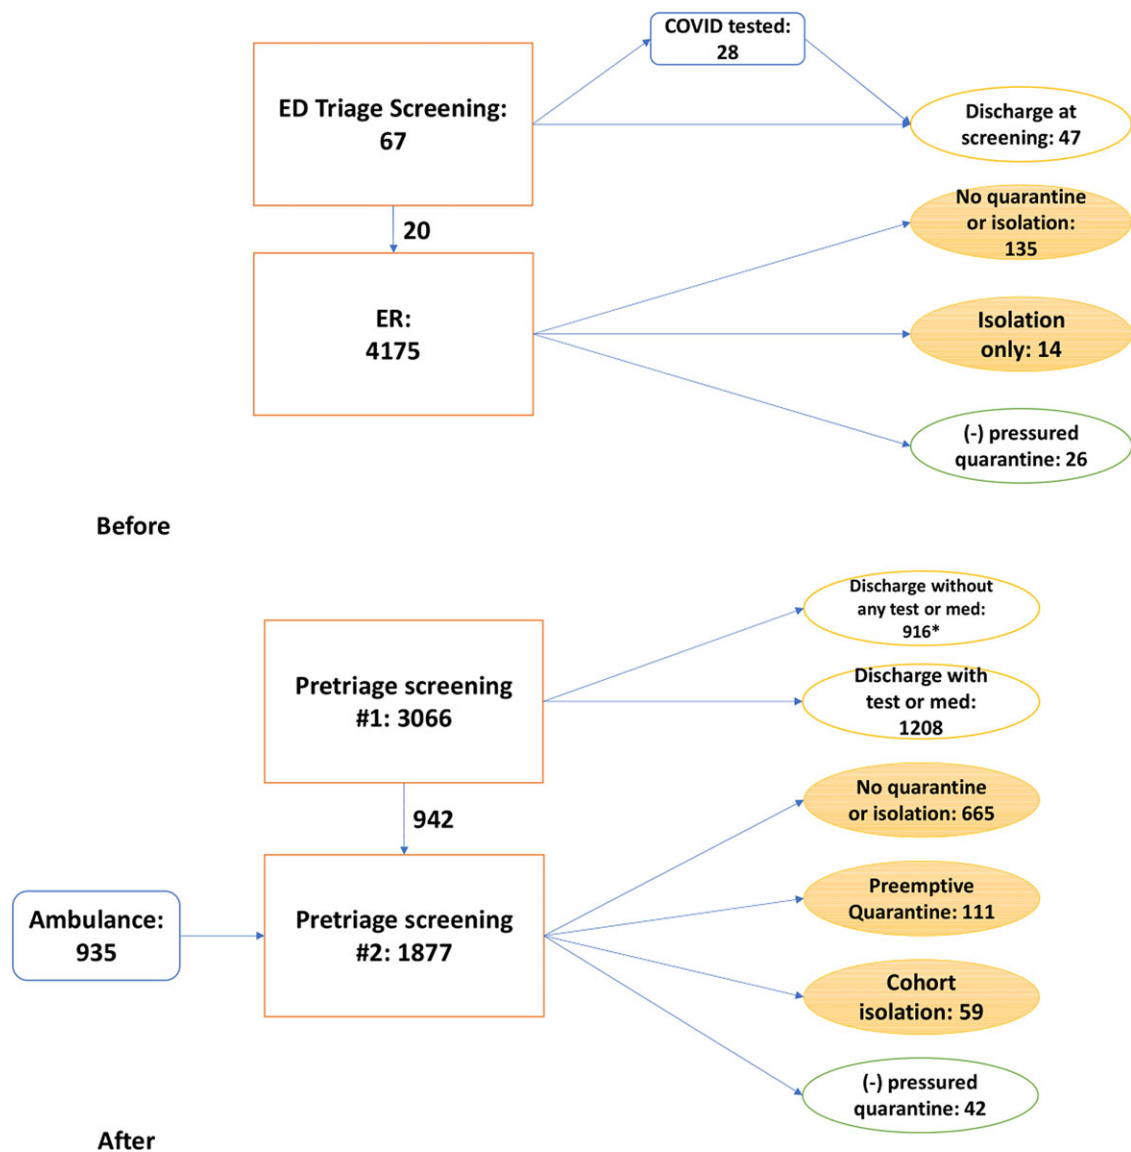 COVID tested:
28
ED Triage Screening:
67
Discharge at
screening: 47
20
No quarantine
or isolation:
135
ER:
4175
Isolation
only: 14
(-) pressured
quarantine: 26
Before
Discharge without
any test or med:
916*
Pretriage screening
#1: 3066
Discharge with
test or med:
1208
942
No quarantine
or isolation: 665
Ambulance:
935
Pretriage screening
#2: 1877
Preemptive
Quarantine: 111
Cohort
isolation: 59
(-) pressured
quarantine: 42
After